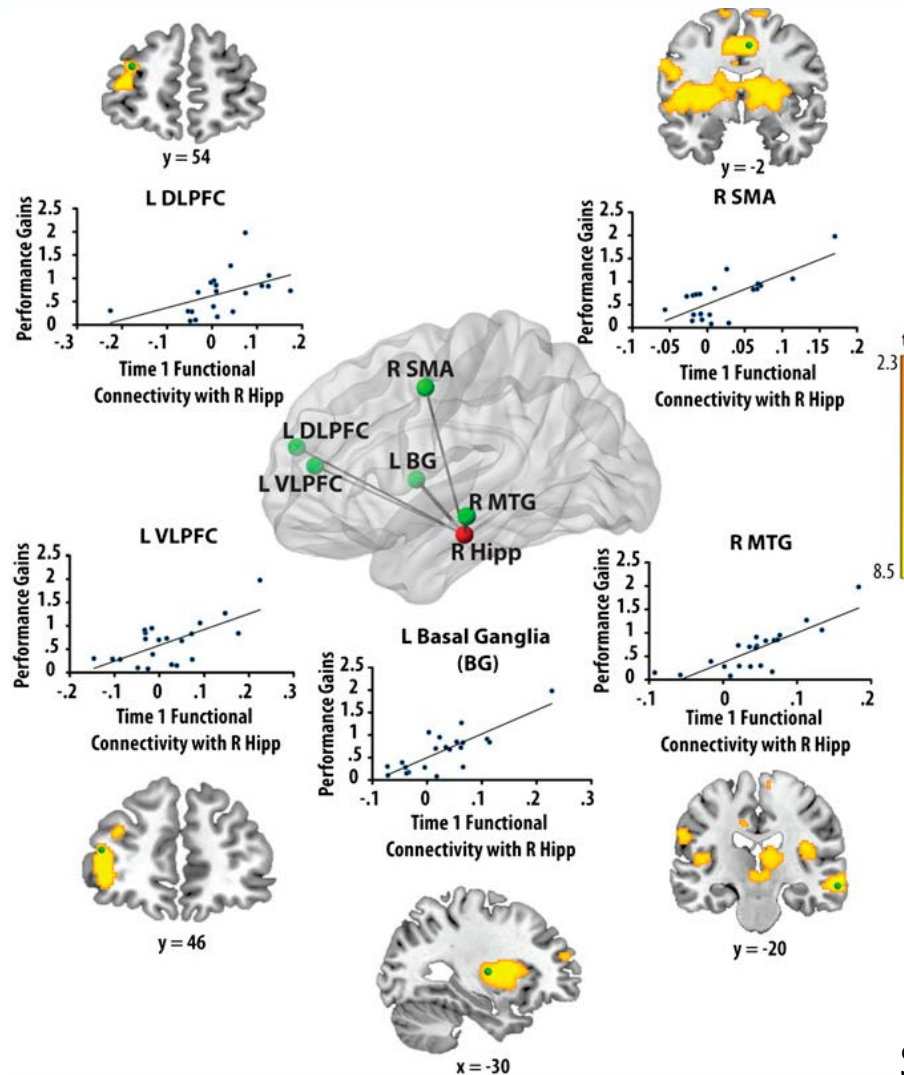 y = 54
y = -2
L DLPFC
Performance Gains
2.5
2
1.5
1
.5
0
-.3
-.2
-.1
0
.1
.2
Time 1 Functional
Connectivity with R Hipp
R SMA
Performance Gains
2.5
2
1.5
1
.5
0
-.1
-.05
0
.05
.1
.15
.2
Time 1 Functional
Connectivity with R Hipp
t
2.3
8.5
R SMA
L DLPFC
L BG
L VLPFC
R MTG
R Hipp
L VLPFC
Performance Gains
2.5
2
1.5
1
.5
0
-.2
-.1
0
.1
.2
.3
Time 1 Functional
Connectivity with R Hipp
L Basal Ganglia
(BG)
Performance Gains
2.5
2
1.5
1
.5
0
-.1
0
.1
.2
.3
Time 1 Functional
Connectivity with R Hipp
R MTG
Performance Gains
2.5
2
1.5
1
.5
0
-.1
0
.1
.2
Time 1 Functional
Connectivity with R Hipp
y = 46
x = -30
y = -20